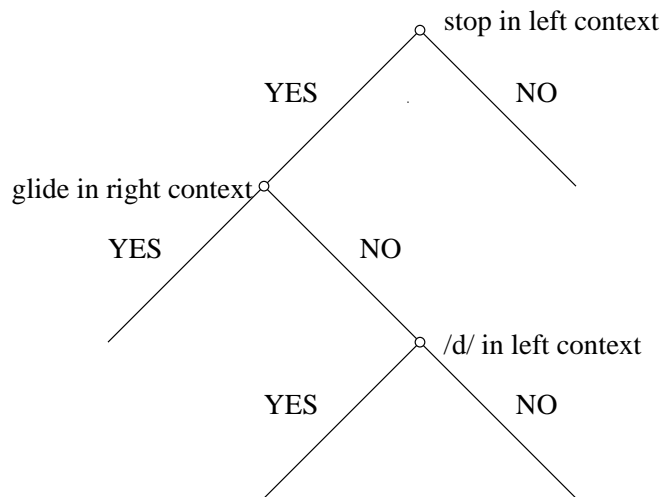 stop in left context
YES
NO
glide in right context
YES
NO
/d/ in left context
YES
NO